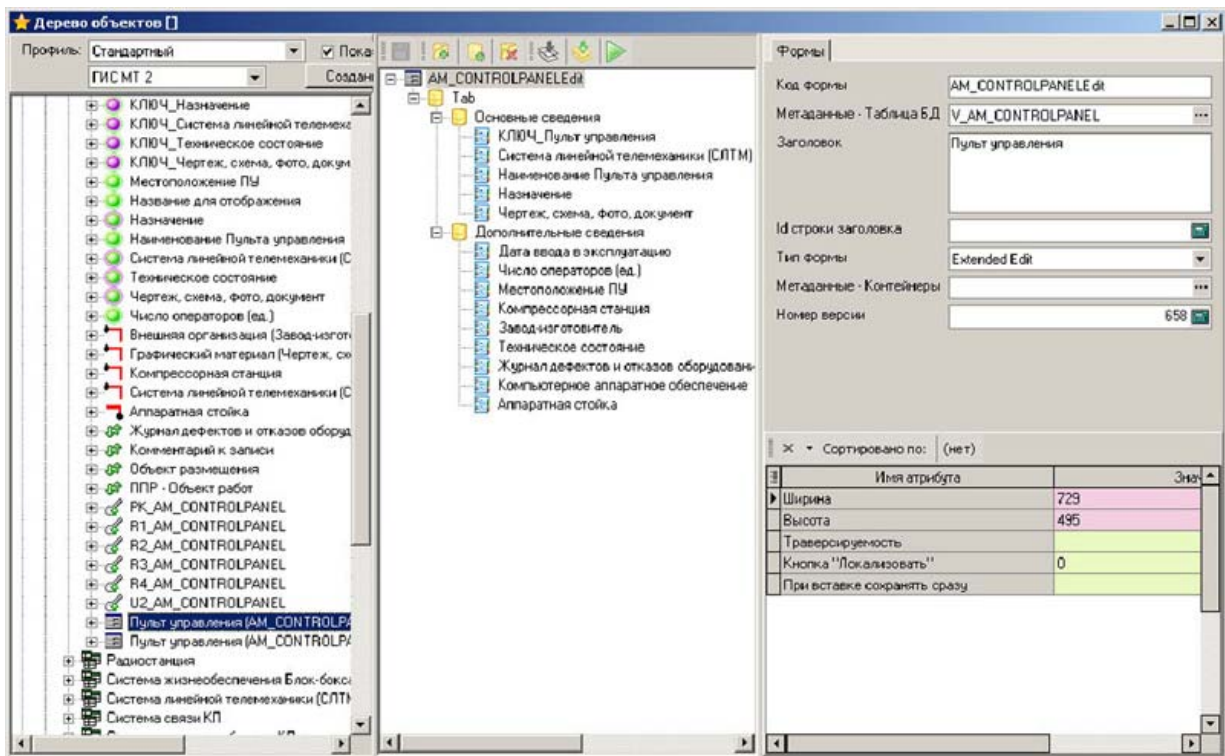 Дерево объектов []
Профиль: Стандартный Пока
ГИС МТ 2 Создани
КЛЮЧ_Назначение
КЛЮЧ_Система линейной телемеха
КЛЮЧ_Техническое состояние
КЛЮЧ_Чертеж, схема, фото, докум
Местоположение ПУ
Название для отображения
Назначение
Наименование Пульта управления
Система линейной телемеханики (С
Техническое состояние
Чертеж, схема, фото, документ
Число операторов (ед.)
Внешняя организация (Завод-изгот
Графический материал (Чертеж, сх
Компрессорная станция
Система линейной телемеханики (С
Аппаратная стойка
Журнал дефектов и отказов оборуд
Комментарий к записи
Объект размещения
ППР - Объект работ
PK_AM_CONTROLPANEL
R1_AM_CONTROLPANEL
R2_AM_CONTROLPANEL
R3_AM_CONTROLPANEL
R4_AM_CONTROLPANEL
U2_AM_CONTROLPANEL
Пульт управления (AM_CONTROLPA
Пульт управления (AM_CONTROLPA
Радиостанция
Система жизнеобеспечения Блок-бокса
Система линейной телемеханики (СЛТМ
Система связи КП
AM_CONTROLPANELEdit
Tab
Основные сведения
КЛЮЧ_Пульт управления
Система линейной телемеханики (СЛТМ)
Наименование Пульта управления
Назначение
Чертеж, схема, фото, документ
Дополнительные сведения
Дата ввода в эксплуатацию
Число операторов (ед.)
Местоположение ПУ
Компрессорная станция
Завод-изготовитель
Техническое состояние
Журнал дефектов и отказов оборудовань
Компьютерное аппаратное обеспечение
Аппаратная стойка
Формы
Код формы AM_CONTROLPANELEdit
Метаданные - Таблица БД V_AM_CONTROLPANEL
Заголовок Пульт управления
Id строки заголовка
Тип формы Extended Edit
Метаданные - Контейнеры
Номер версии 658
Сортировано по: (нет)
Имя атрибута Знач
Ширина 729
Высота 495
Траверсируемость
Кнопка "Локализовать" 0
При вставке сохранять сразу